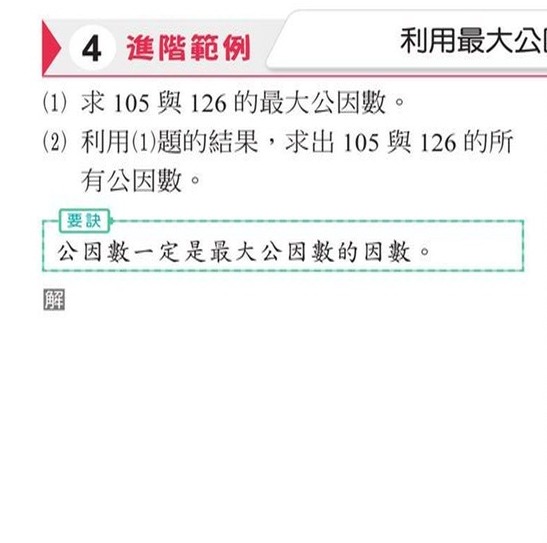 4 進階範例
利用最大公
⑴ 求 105 與 126 的最大公因數。
⑵ 利用⑴題的結果，求出 105 與 126 的所
有公因數。
要訣
公因數一定是最大公因數的因數。
解